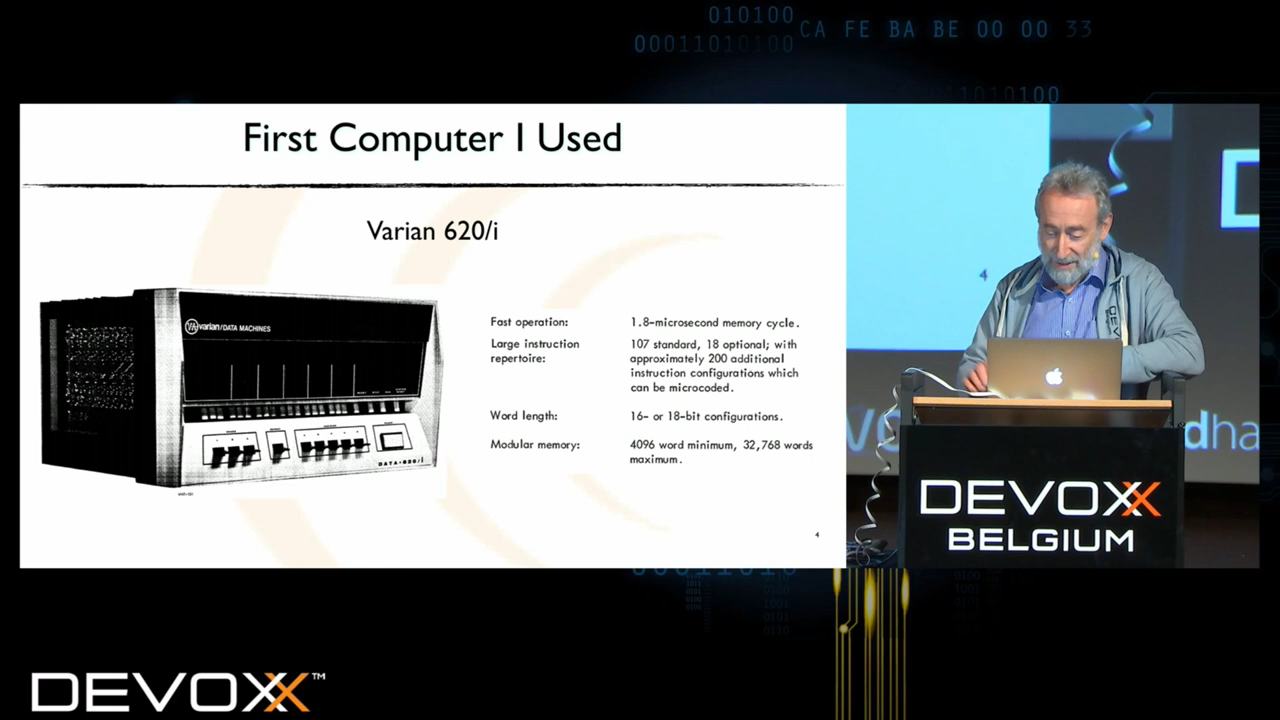 010100
00011010100
CA FE BA BE 00 00 33
1010100
First Computer I Used
Varian 620/i
varian/DATA MACHINES
DATA-620/i
Fast operation: 1.8-microsecond memory cycle.
Large instruction repertoire: 107 standard, 18 optional; with
approximately 200 additional
instruction configurations which
can be microcoded.
Word length: 16- or 18-bit configurations.
Modular memory: 4096 word minimum, 32,768 words
maximum.
4
4
DEVOXX
BELGIUM
DEVOXX™